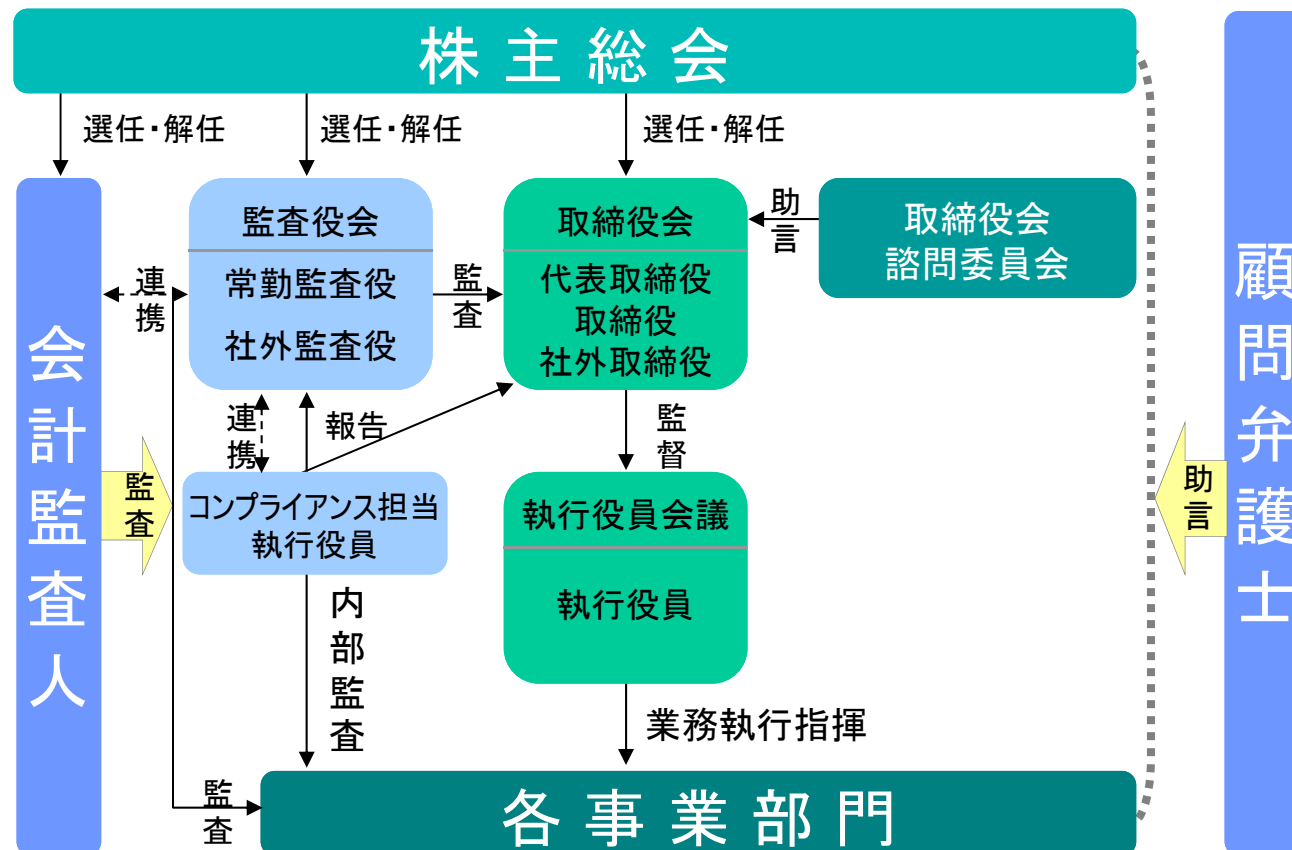 株主総会
選任・解任
選任・解任
選任・解任
会計監査人
監査役会
常勤監査役
社外監査役
取締役会
代表取締役
取締役
社外取締役
取締役会
諮問委員会
顧問弁護士
助言
連携
監査
連携
報告
監督
監査
コンプライアンス担当
執行役員
執行役員会議
執行役員
助言
内部監査
業務執行指揮
監査
各事業部門